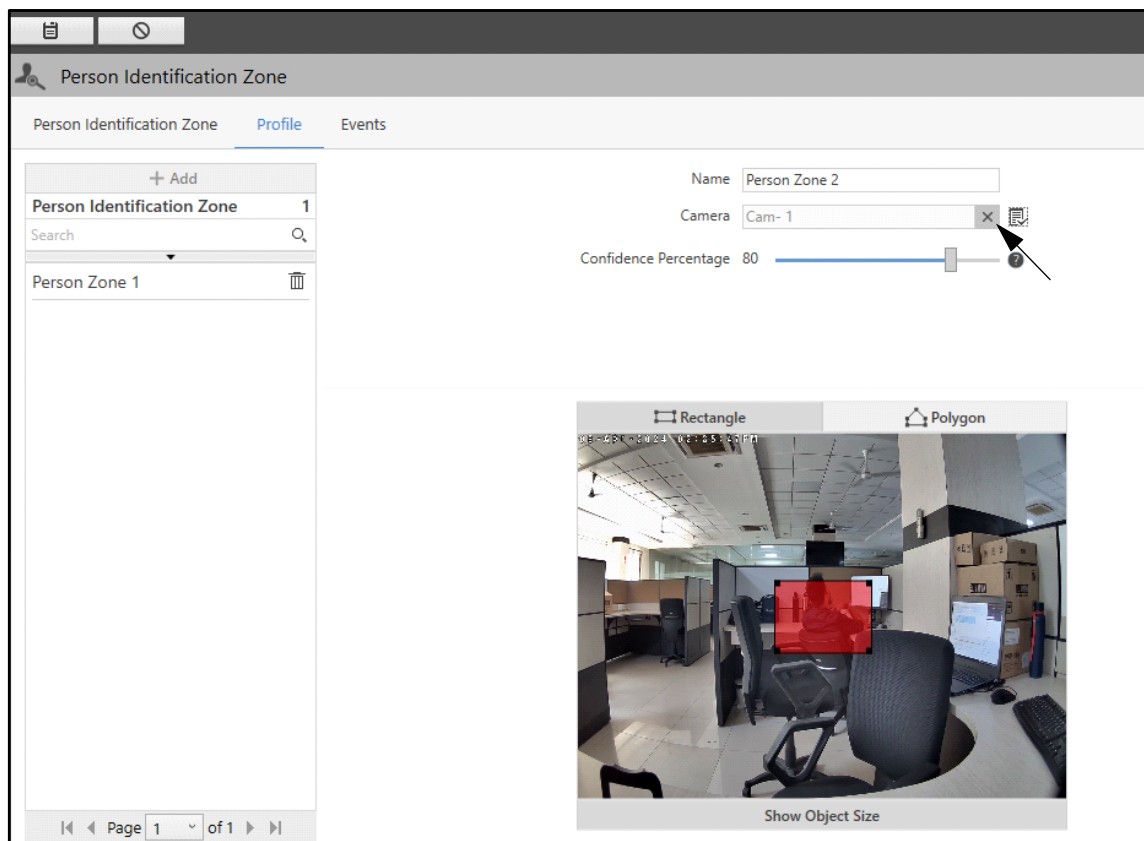 Person Identification Zone
Person Identification Zone Profile Events
+ Add
Person Identification Zone 1
Search
Person Zone 1
Page 1 of 1
Name Person Zone 2
Camera Cam- 1
Confidence Percentage 80
Rectangle Polygon
Show Object Size